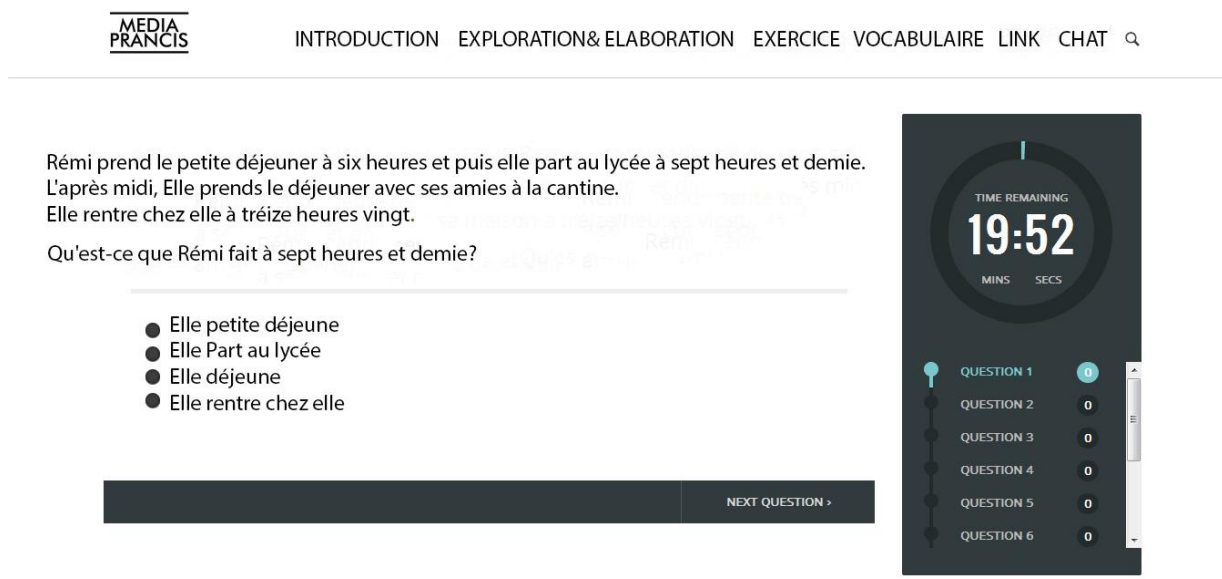 MEDIA
PRANCIS
INTRODUCTION EXPLORATION& ELABORATION EXERCICE VOCABULAIRE LINK CHAT
Rémi prend le petite déjeuner à six heures et puis elle part au lycée à sept heures et demie.
L'après midi, Elle prends le déjeuner avec ses amies à la cantine.
Elle rentre chez elle à tréize heures vingt.
Qu'est-ce que Rémi fait à sept heures et demie?
Elle petite déjeune
Elle Part au lycée
Elle déjeune
Elle rentre chez elle
NEXT QUESTION ›
TIME REMAINING
19:52
MINS SECS
QUESTION 1 0
QUESTION 2 0
QUESTION 3 0
QUESTION 4 0
QUESTION 5 0
QUESTION 6 0